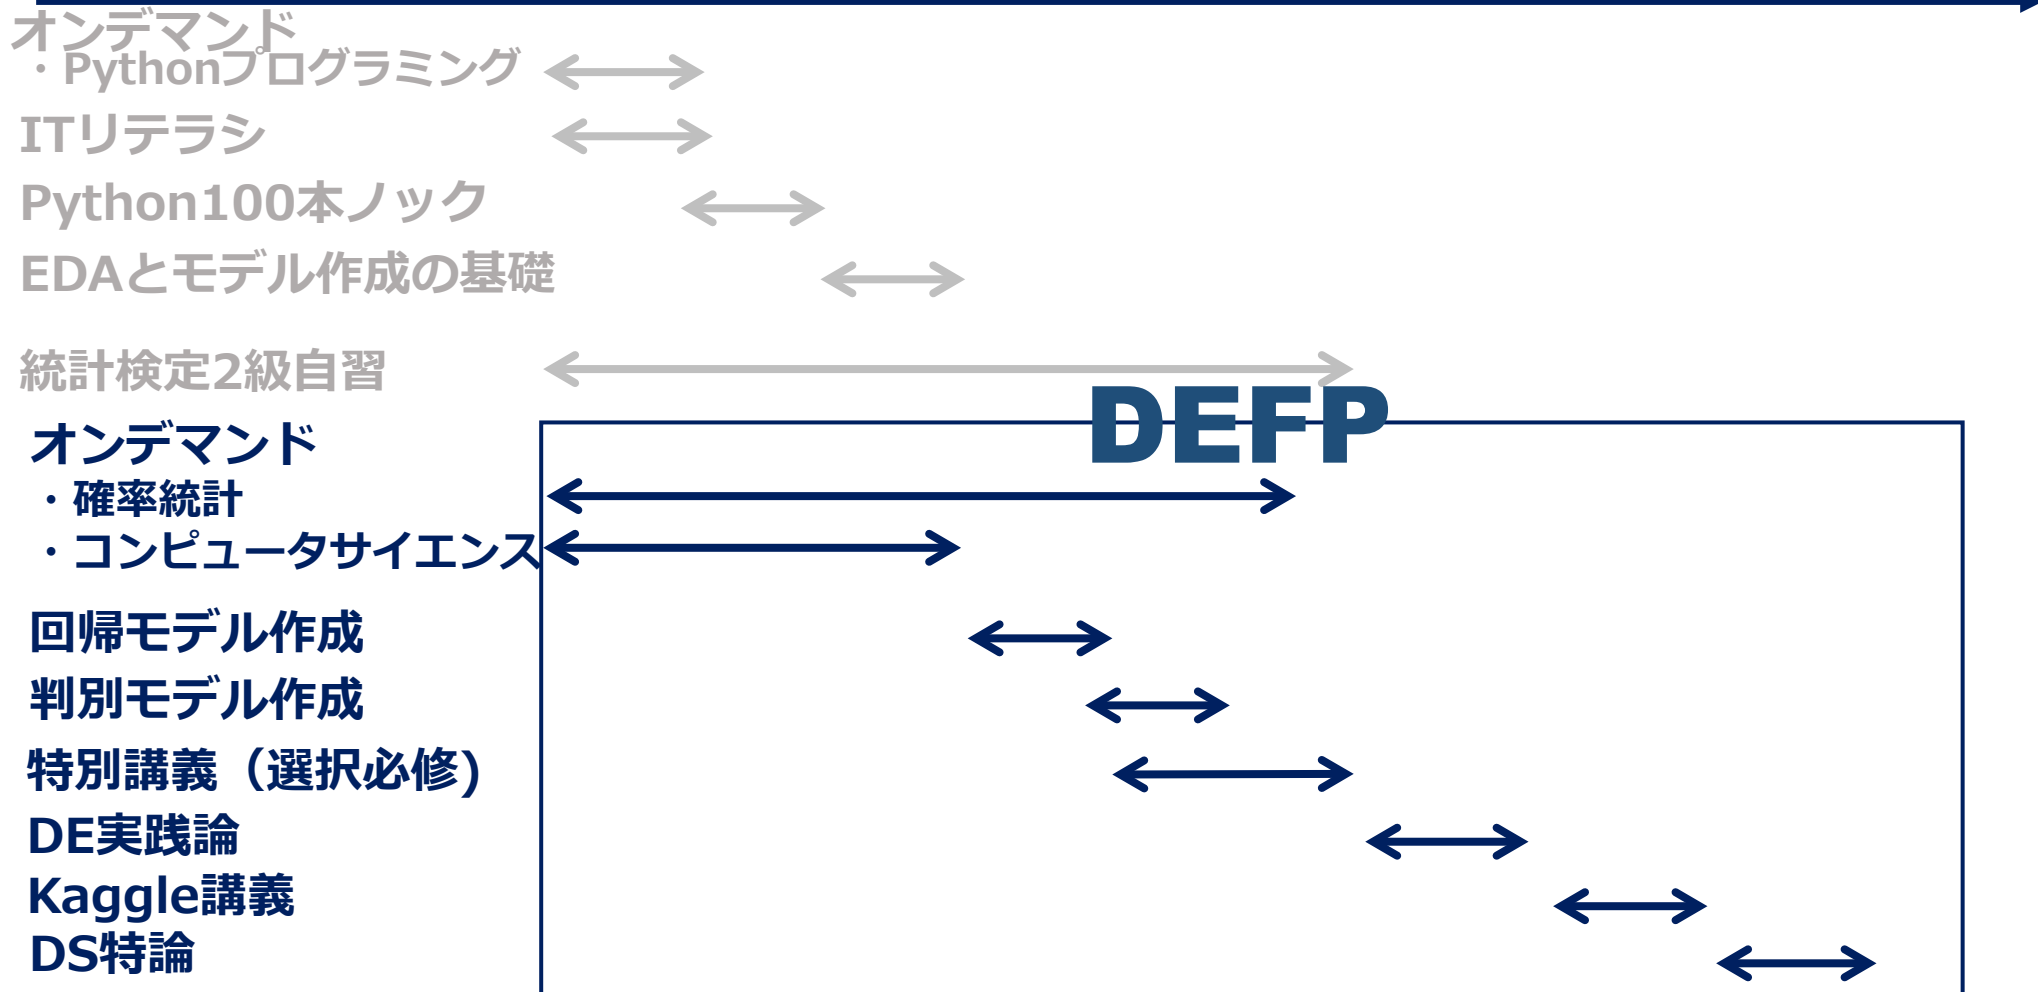 オンデマンド
・Pythonプログラミング
ITリテラシ
Python100本ノック
EDAとモデル作成の基礎
統計検定2級自習
DEFP
オンデマンド
・確率統計
・コンピュータサイエンス
回帰モデル作成
判別モデル作成
特別講義（選択必修)
DE実践論
Kaggle講義
DS特論